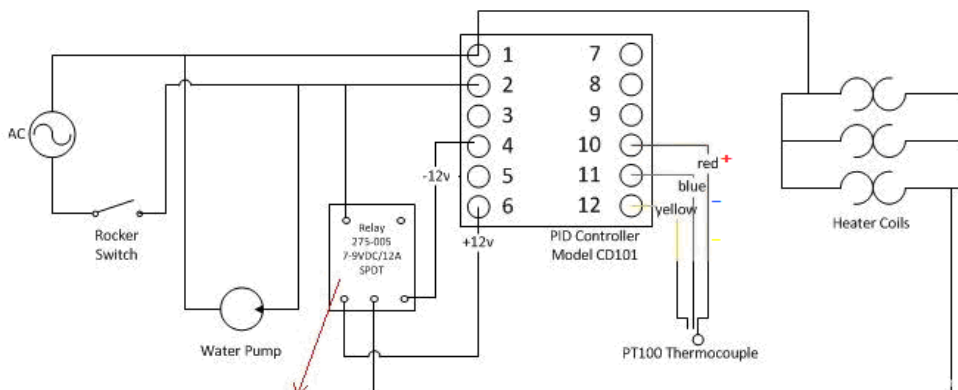 AC
Rocker
Switch
Water Pump
Relay
275-005
7-9VDC/12A
SPOT
-12v
+12v
1
2
3
4
5
6
7
8
9
10
11
12
PID Controller
Model CD101
red +
blue
yellow
PT100 Thermocouple
Heater Coils